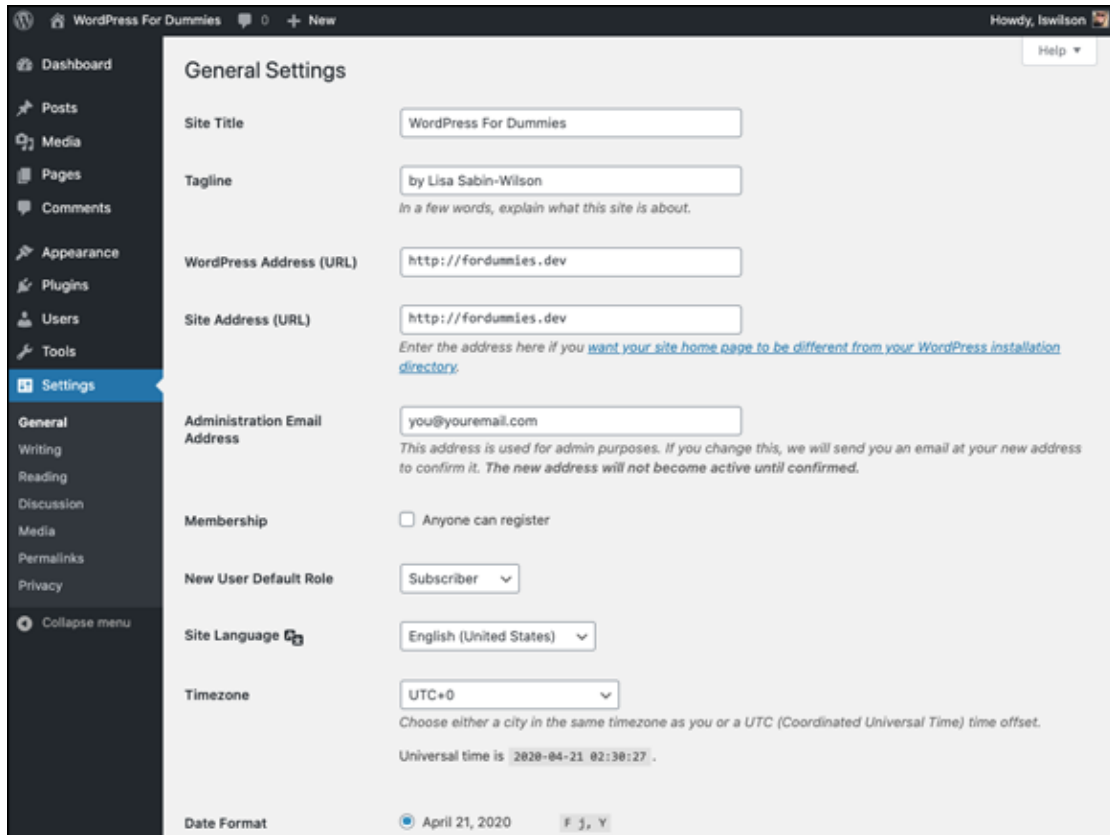 WordPress For Dummies 0 + New Howdy, lswilson
Help ▼
Dashboard
Posts
Media
Pages
Comments
Appearance
Plugins
Users
Tools
Settings
General
Writing
Reading
Discussion
Media
Permalinks
Privacy
Collapse menu
General Settings
Site Title WordPress For Dummies
Tagline by Lisa Sabin-Wilson
In a few words, explain what this site is about.
WordPress Address (URL) http://fordummies.dev
Site Address (URL) http://fordummies.dev
Enter the address here if you want your site home page to be different from your WordPress installation
directory.
Administration Email
Address
you@youremail.com
This address is used for admin purposes. If you change this, we will send you an email at your new address
to confirm it. The new address will not become active until confirmed.
Membership Anyone can register
New User Default Role Subscriber
Site Language English (United States)
Timezone UTC+0
Choose either a city in the same timezone as you or a UTC (Coordinated Universal Time) time offset.
Universal time is 2020-04-21 02:30:27 .
Date Format April 21, 2020 F j, Y